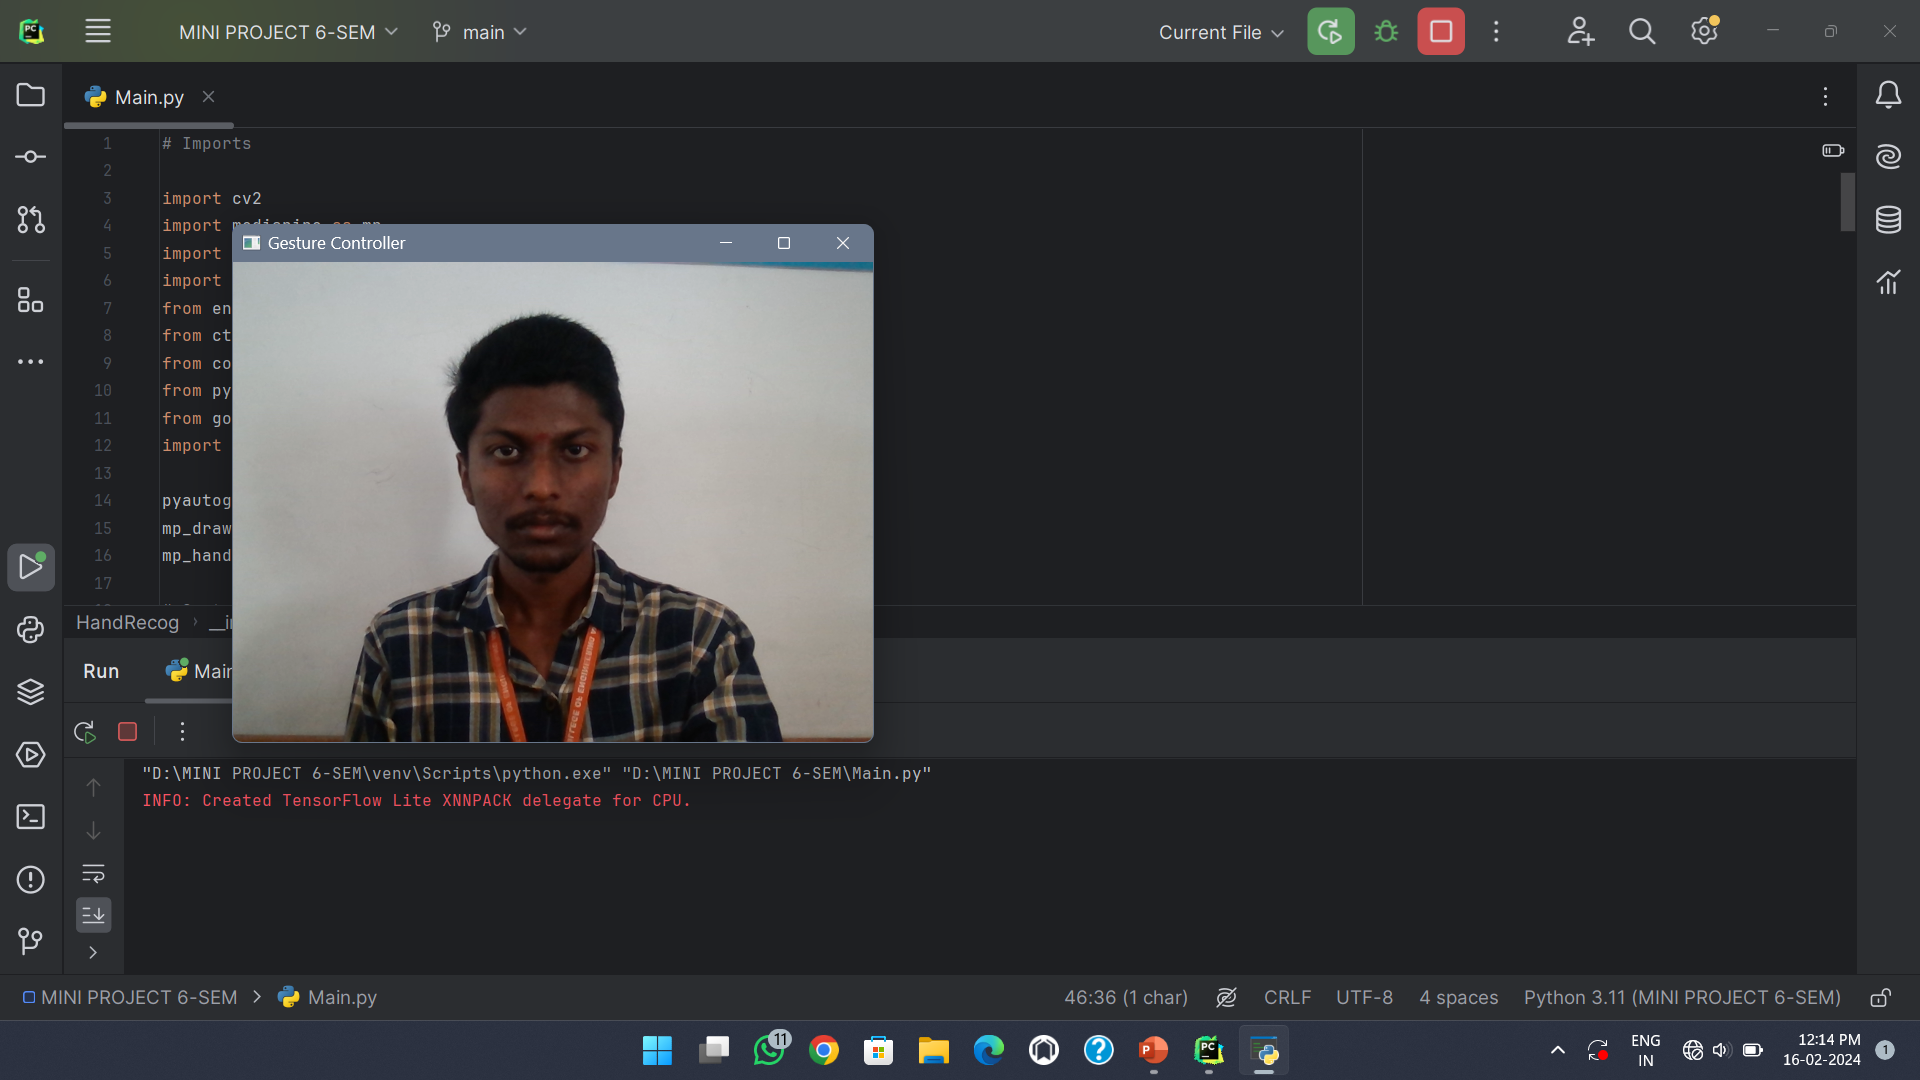 MINI PROJECT 6-SEM
main
Current File
Main.py
1 # Imports
2
3 import cv2
4 import
5 import
6 import
7 from en
8 from ct
9 from co
10 from py
11 from go
12 import
13
14 pyautog
15 mp_draw
16 mp_hand
17
Gesture Controller
COLLEGE OF ENGINEERING
HandRecog › __i
Run
Main
"D:\MINI PROJECT 6-SEM\venv\Scripts\python.exe" "D:\MINI PROJECT 6-SEM\Main.py"
INFO: Created TensorFlow Lite XNNPACK delegate for CPU.
MINI PROJECT 6-SEM > Main.py
46:36 (1 char)
CRLF
UTF-8
4 spaces
Python 3.11 (MINI PROJECT 6-SEM)
11
ENG
IN
12:14 PM
16-02-2024
1